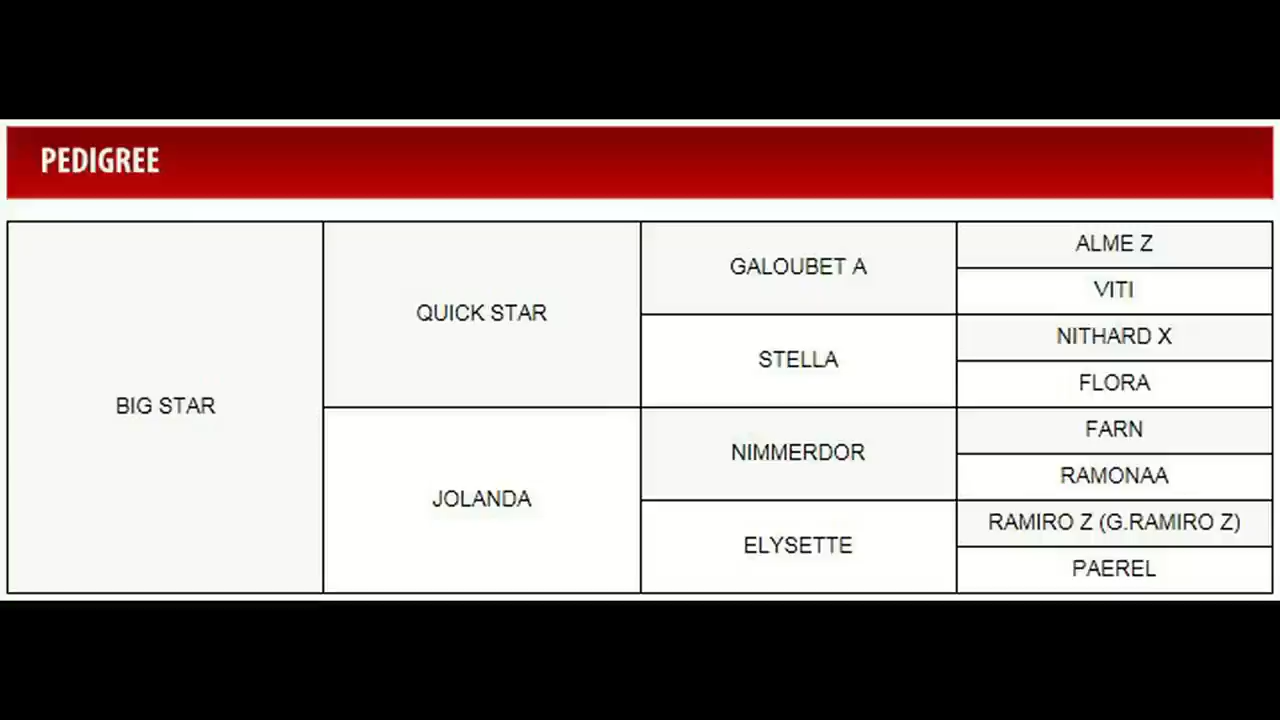 PEDIGREE
BIG STAR
QUICK STAR
JOLANDA
GALOUBET A
STELLA
NIMMERDOR
ELYSETTE
ALME Z
VITI
NITHARD X
FLORA
FARN
RAMONAA
RAMIRO Z (G.RAMIRO Z)
PAEREL